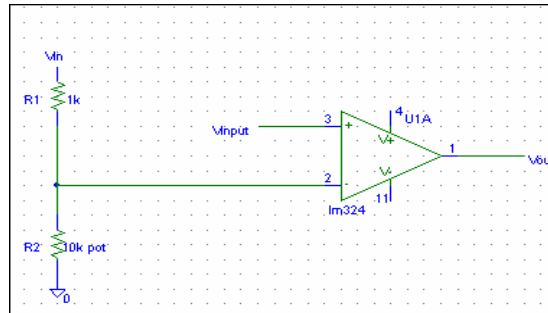 Vin
R1 1k
4 U1A
Vinput 3 + V+
1
Vou
2 - V-
lm324 11
R2 10k pot
0